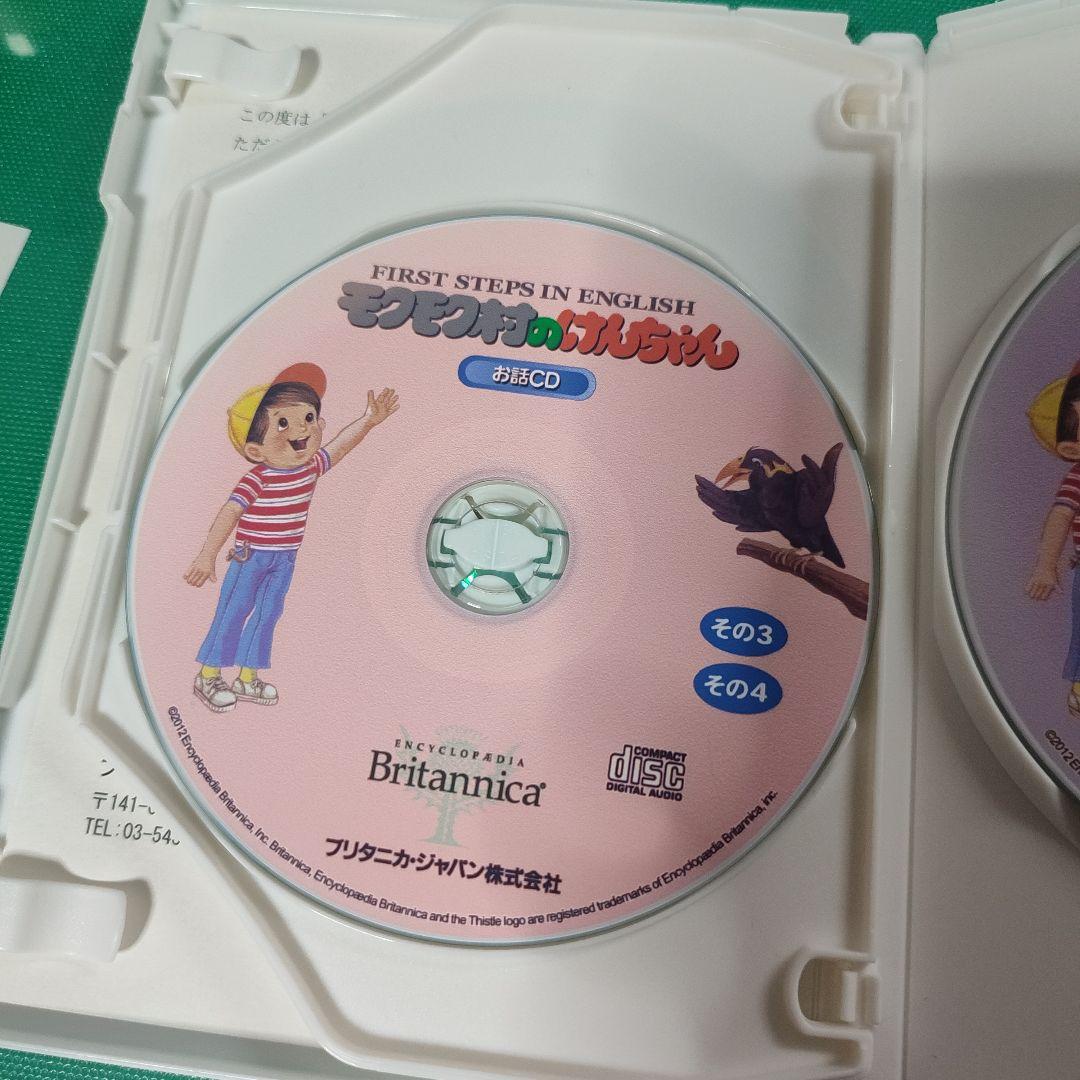 この度は
ただ
FIRST STEPS IN ENGLISH
モクモク村のけんちゃん
お話CD
その3
その4
ENCYCLOPÆDIA
Britannica®
COMPACT
disc
DIGITAL AUDIO
ブリタニカ・ジャパン株式会社
©2012 Encyclopædia Britannica, Inc. Britannica, Encyclopædia Britannica and the Thistle logo are registered trademarks of Encyclopædia Britannica, Inc.
〒141-
TEL:03-54
©2012 E